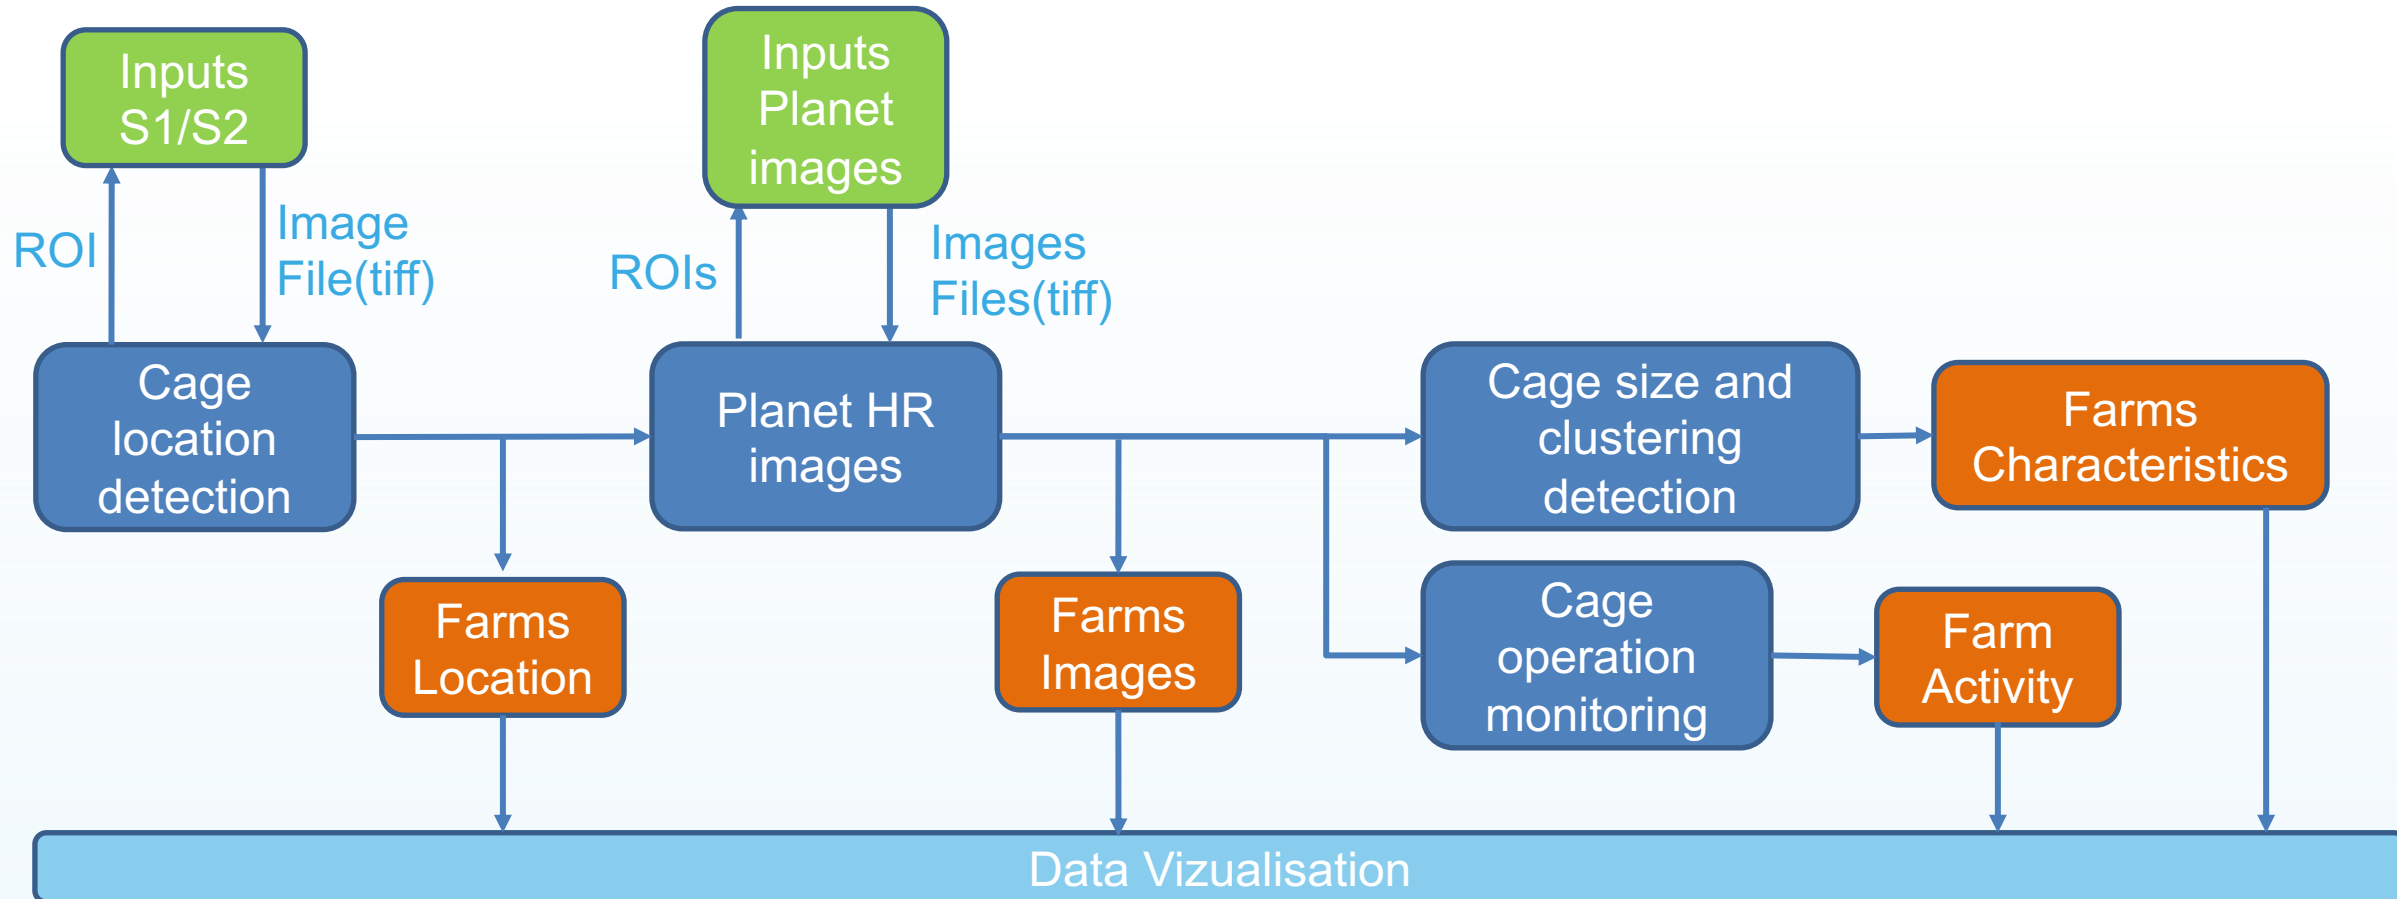 Inputs
S1/S2
Inputs
Planet
images
ROI
Image
File(tiff)
ROIs
Images
Files(tiff)
Cage
location
detection
Planet HR
images
Cage size and
clustering
detection
Farms
Characteristics
Farms
Location
Farms
Images
Cage
operation
monitoring
Farm
Activity
Data Vizualisation